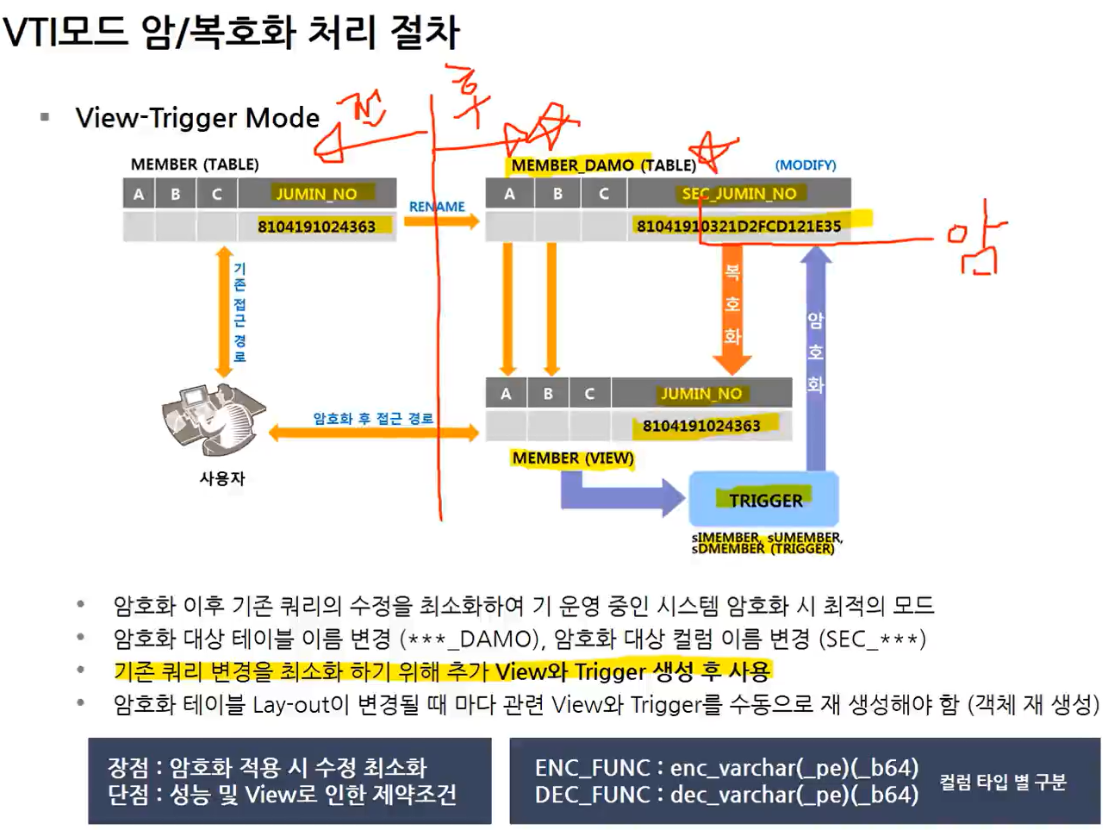 VTI모드 암/복호화 처리 절차
전
후
View-Trigger Mode
MEMBER (TABLE)
A B C JUMIN_NO
8104191024363
RENAME
MEMBER_DAMO (TABLE)
(MODIFY)
A B C SEC_JUMIN_NO
81041910321D2FCD121E35
암
기존 접근 경로
복호화
암호화
사용자
암호화 후 접근 경로
A B C JUMIN_NO
8104191024363
MEMBER (VIEW)
TRIGGER
sIMEMBER, sUMEMBER,
sDMEMBER (TRIGGER)
• 암호화 이후 기존 쿼리의 수정을 최소화하여 기 운영 중인 시스템 암호화 시 최적의 모드
• 암호화 대상 테이블 이름 변경 (***_DAMO), 암호화 대상 컬럼 이름 변경 (SEC_***)
• 기존 쿼리 변경을 최소화 하기 위해 추가 View와 Trigger 생성 후 사용
• 암호화 테이블 Lay-out이 변경될 때 마다 관련 View와 Trigger를 수동으로 재 생성해야 함 (객체 재 생성)
장점 : 암호화 적용 시 수정 최소화
단점 : 성능 및 View로 인한 제약조건
ENC_FUNC : enc_varchar(_pe)(_b64)
DEC_FUNC : dec_varchar(_pe)(_b64)
컬럼 타입 별 구분